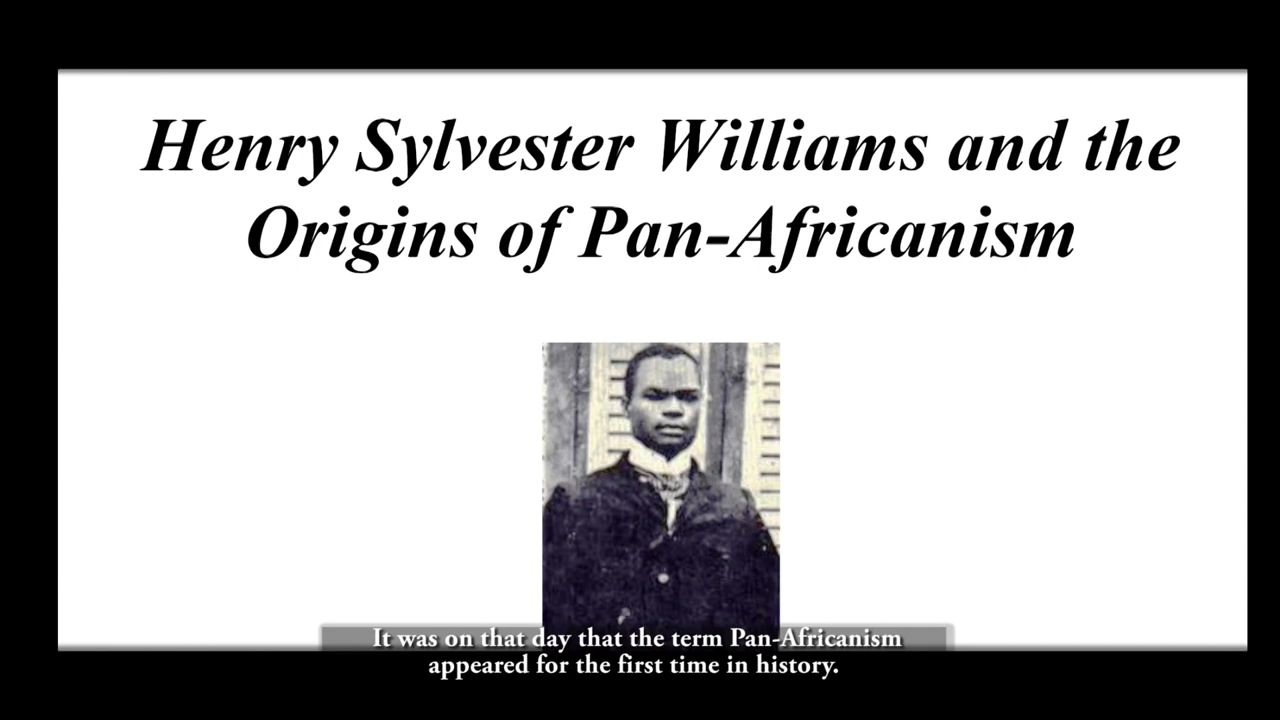 Henry Sylvester Williams and the
Origins of Pan-Africanism
It was on that day that the term Pan-Africanism
appeared for the first time in history.